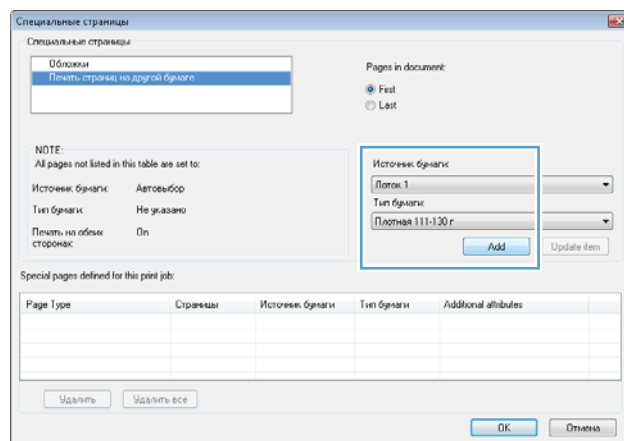 Специальные страницы
Специальные страницы
Обложки
Печать страниц на другой бумаге
Pages in document:
First
Last
NOTE:
All pages not listed in this table are set to:
Источник бумаги: Автовыбор
Тип бумаги: Не указано
Печать на обеих сторонах: On
Источник бумаги:
Лоток 1
Тип бумаги:
Плотная 111-130 г
Add Update item
Special pages defined for this print job:
Page Type Страницы Источник бумаги Тип бумаги Additional attributes
Удалить Удалить все
OK Отмена